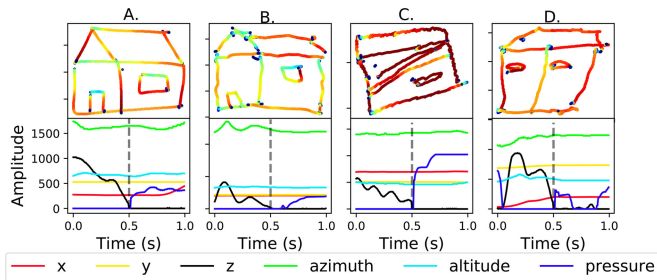 A. B. C. D.
Amplitude
1500
1000
500
0
0.0 0.5 1.0 0.0 0.5 1.0 0.0 0.5 1.0 0.0 0.5 1.0
Time (s) Time (s) Time (s) Time (s)
x y z azimuth altitude pressure